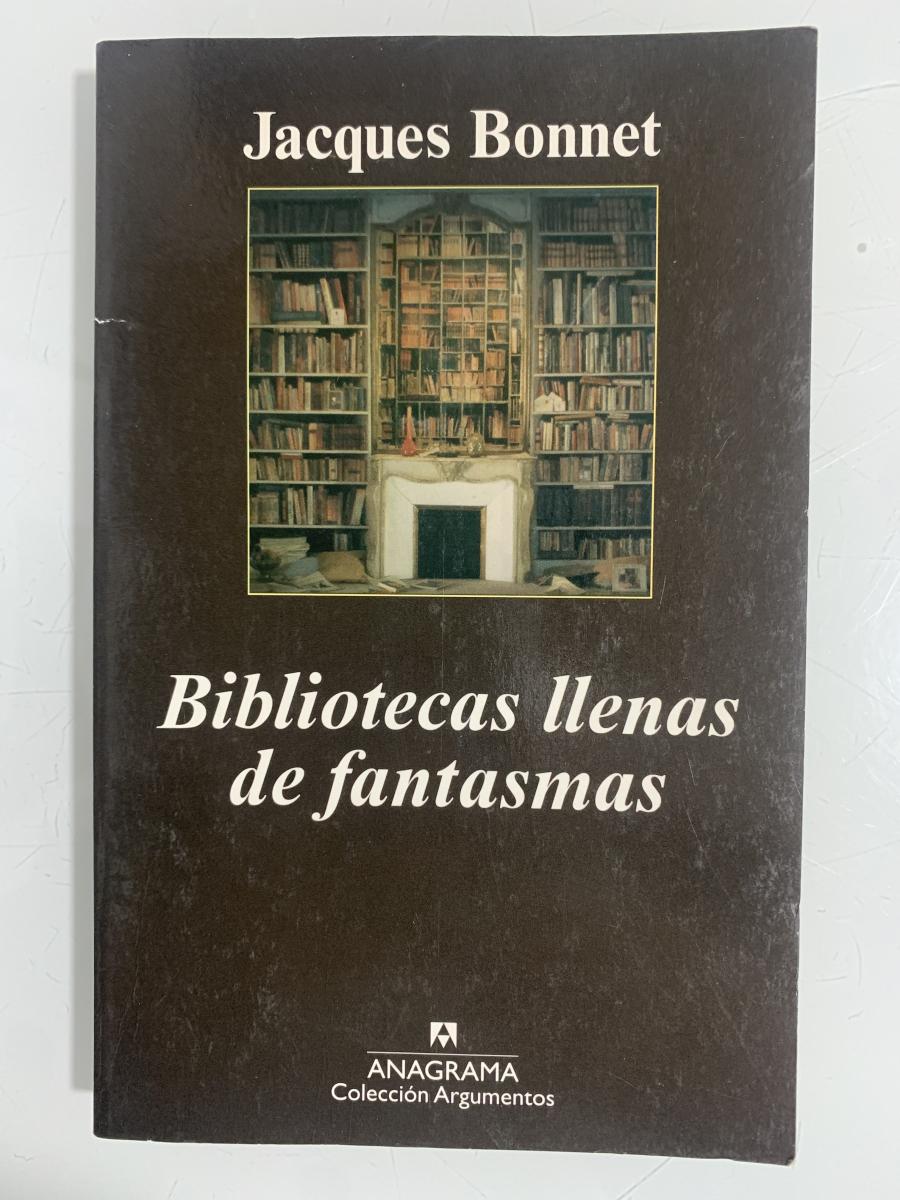 Jacques Bonnet
Bibliotecas llenas
de fantasmas
ANAGRAMA
Colección Argumentos